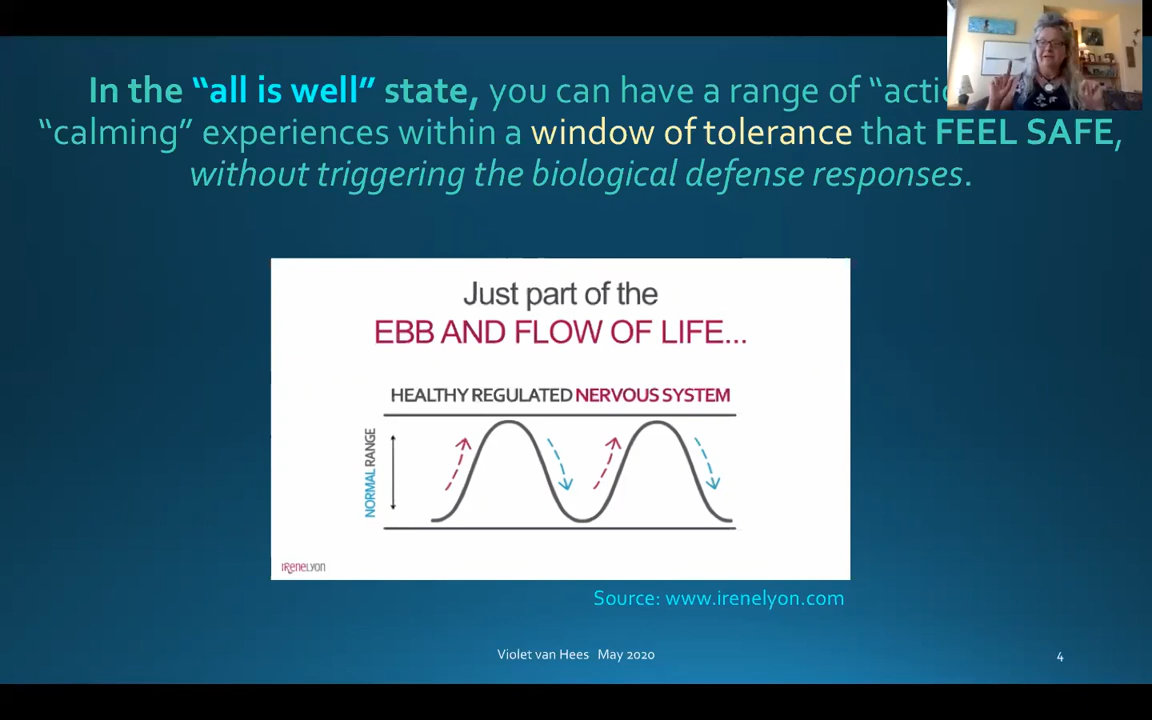 In the “all is well” state, you can have a range of
“calming” experiences within a window of tolerance that FEEL SAFE,
without triggering the biological defense responses.
Just part of the
EBB AND FLOW OF LIFE...
HEALTHY REGULATED NERVOUS SYSTEM
NORMAL RANGE
IRENELYON
Source: www.irenelyon.com
Violet van Hees May 2020
4